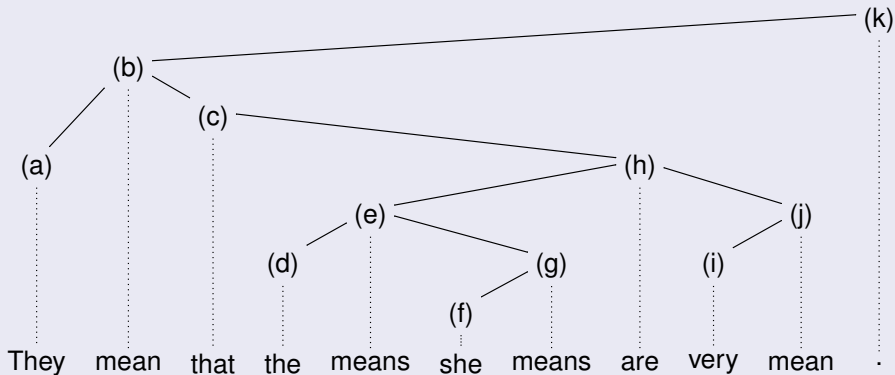 (k)
(b)
(c)
(a) (h)
(e) (j)
(d) (g) (i)
(f)
They mean that the means she means are very mean .